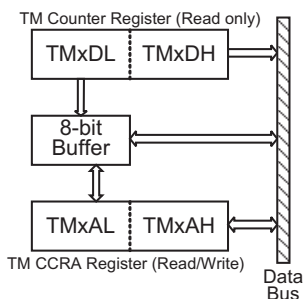 TM Counter Register (Read only)
TMxDL TMxDH
8-bit
Buffer
TMxAL TMxAH
TM CCRA Register (Read/Write)
Data
Bus